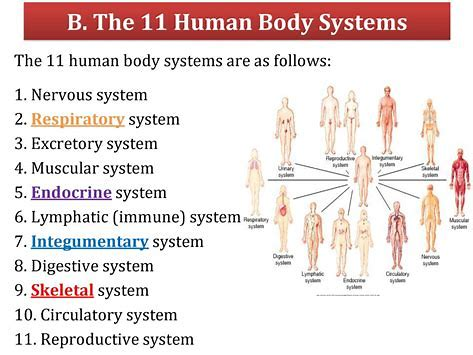 B. The 11 Human Body Systems
The 11 human body systems are as follows:
1. Nervous system
2. Respiratory system
3. Excretory system
4. Muscular system
5. Endocrine system
6. Lymphatic (immune) system
7. Integumentary system
8. Digestive system
9. Skeletal system
10. Circulatory system
11. Reproductive system
Urinary
system
Reproductive
system
Integumentary
system
Skeletal
system
Respiratory
system
Muscular
system
Digestive
system
Nervous
system
Lymphatic
system
Endocrine
system
Circulatory
system